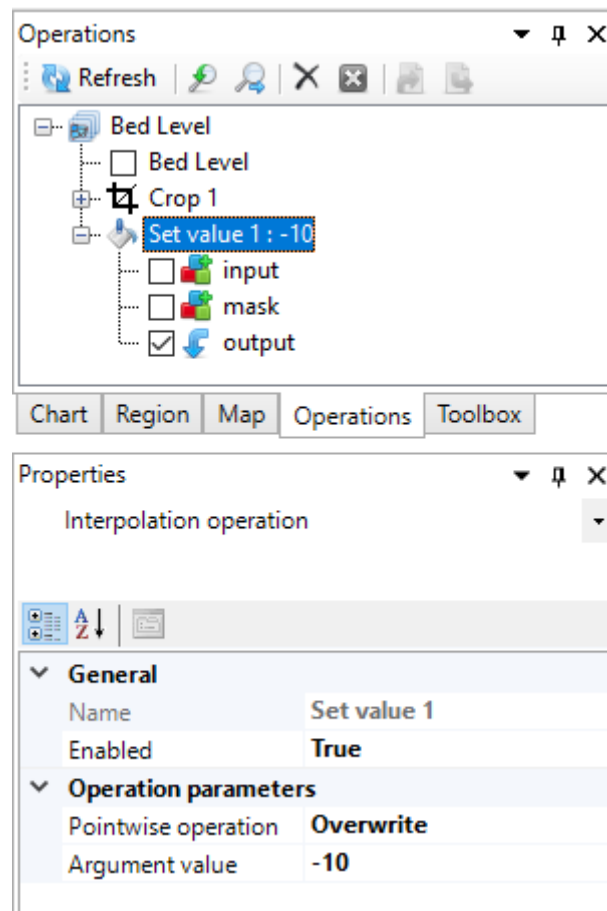 Operations
Refresh
Bed Level
Bed Level
Crop 1
Set value 1 : -10
input
mask
output
Chart Region Map Operations Toolbox
Properties
Interpolation operation
A Z
General
Name Set value 1
Enabled True
Operation parameters
Pointwise operation Overwrite
Argument value -10